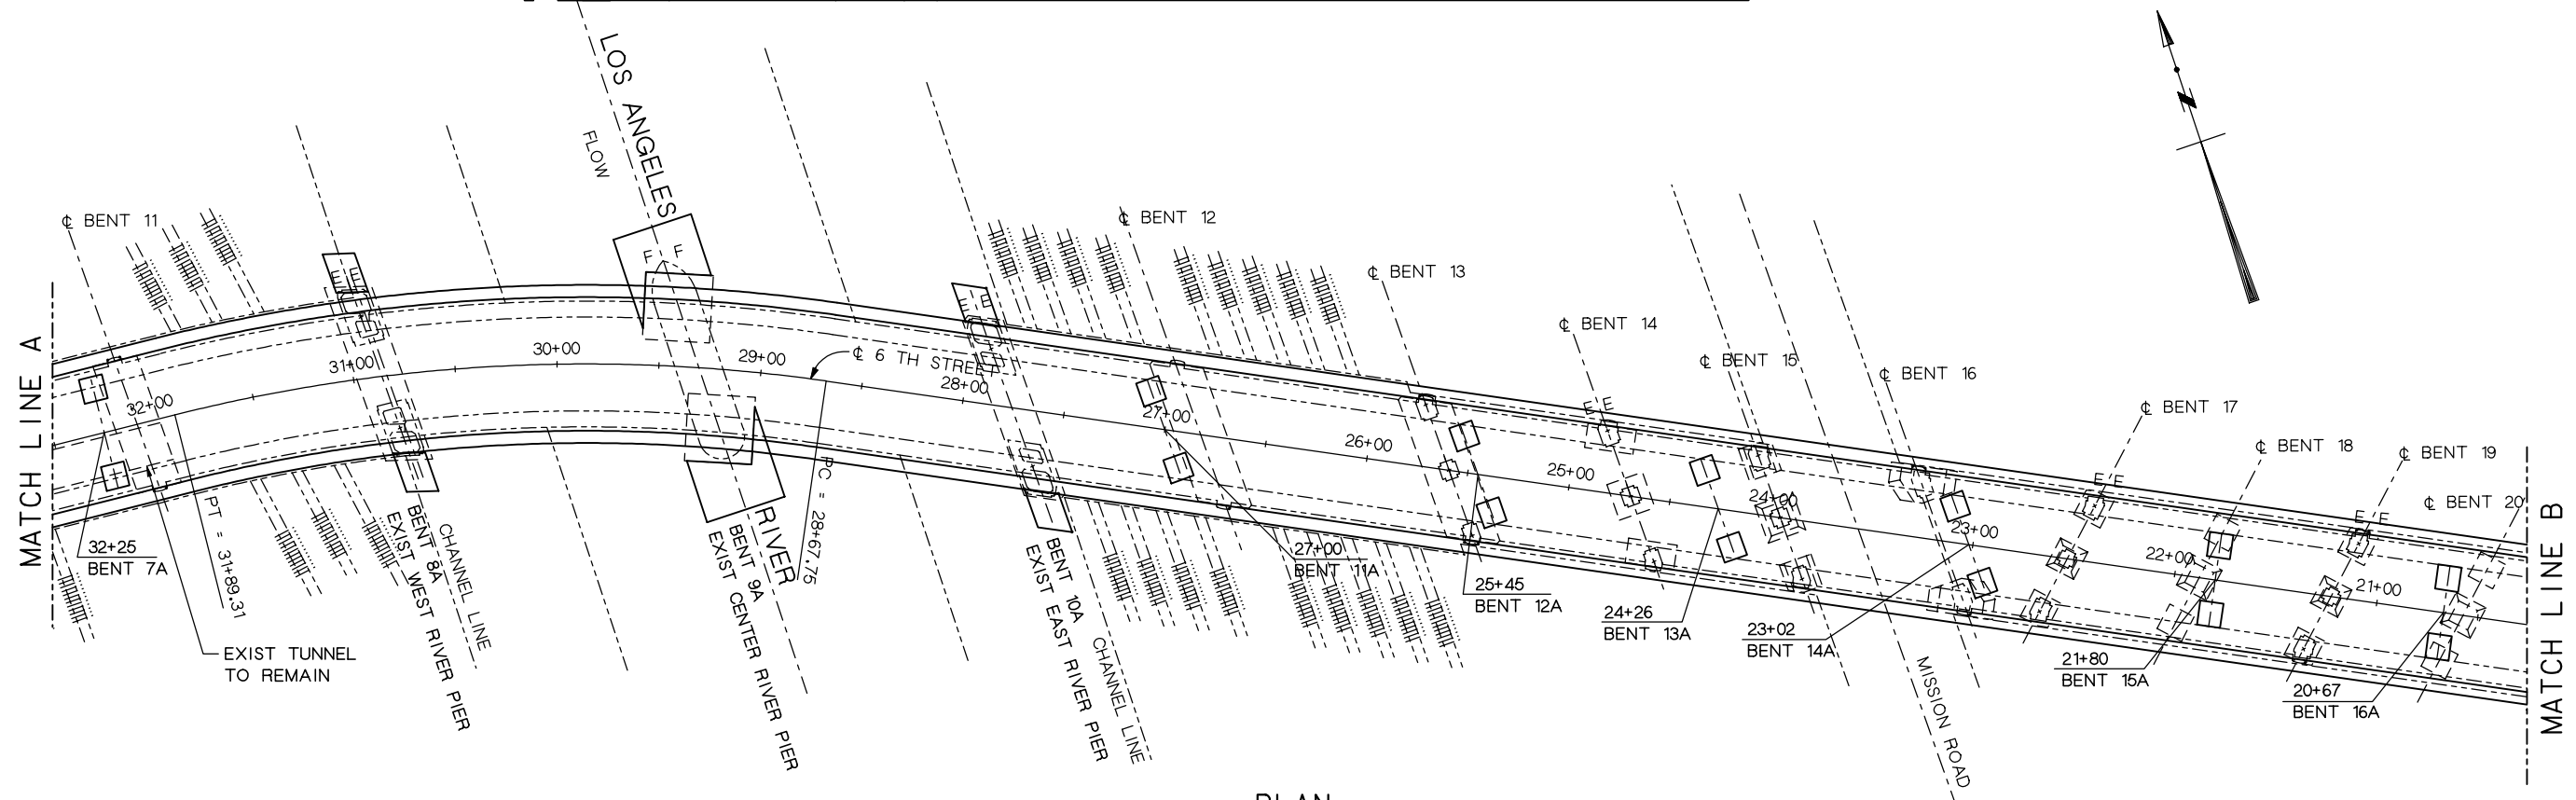 LOS ANGELES
FLOW
℄ BENT 11
℄ BENT 12
℄ BENT 13
℄ BENT 14
℄ BENT 15
℄ BENT 16
℄ BENT 17
℄ BENT 18
℄ BENT 19
℄ BENT 20
MATCH LINE A
MATCH LINE B
E E
F F
E E
E E
E E
E F
32+00
31+00
30+00
29+00
℄ 6 TH STREET
28+00
27+00
26+00
25+00
24+00
23+00
22+00
21+00
32+25
BENT 7A
PT = 31+89.31
EXIST TUNNEL
TO REMAIN
BENT 8A
EXIST WEST RIVER PIER
CHANNEL LINE
RIVER
BENT 9A
EXIST CENTER RIVER PIER
PC = 28+67.75
BENT 10A
EXIST EAST RIVER PIER
CHANNEL LINE
27+00
BENT 11A
25+45
BENT 12A
24+26
BENT 13A
23+02
BENT 14A
MISSION ROAD
21+80
BENT 15A
20+67
BENT 16A
PLAN